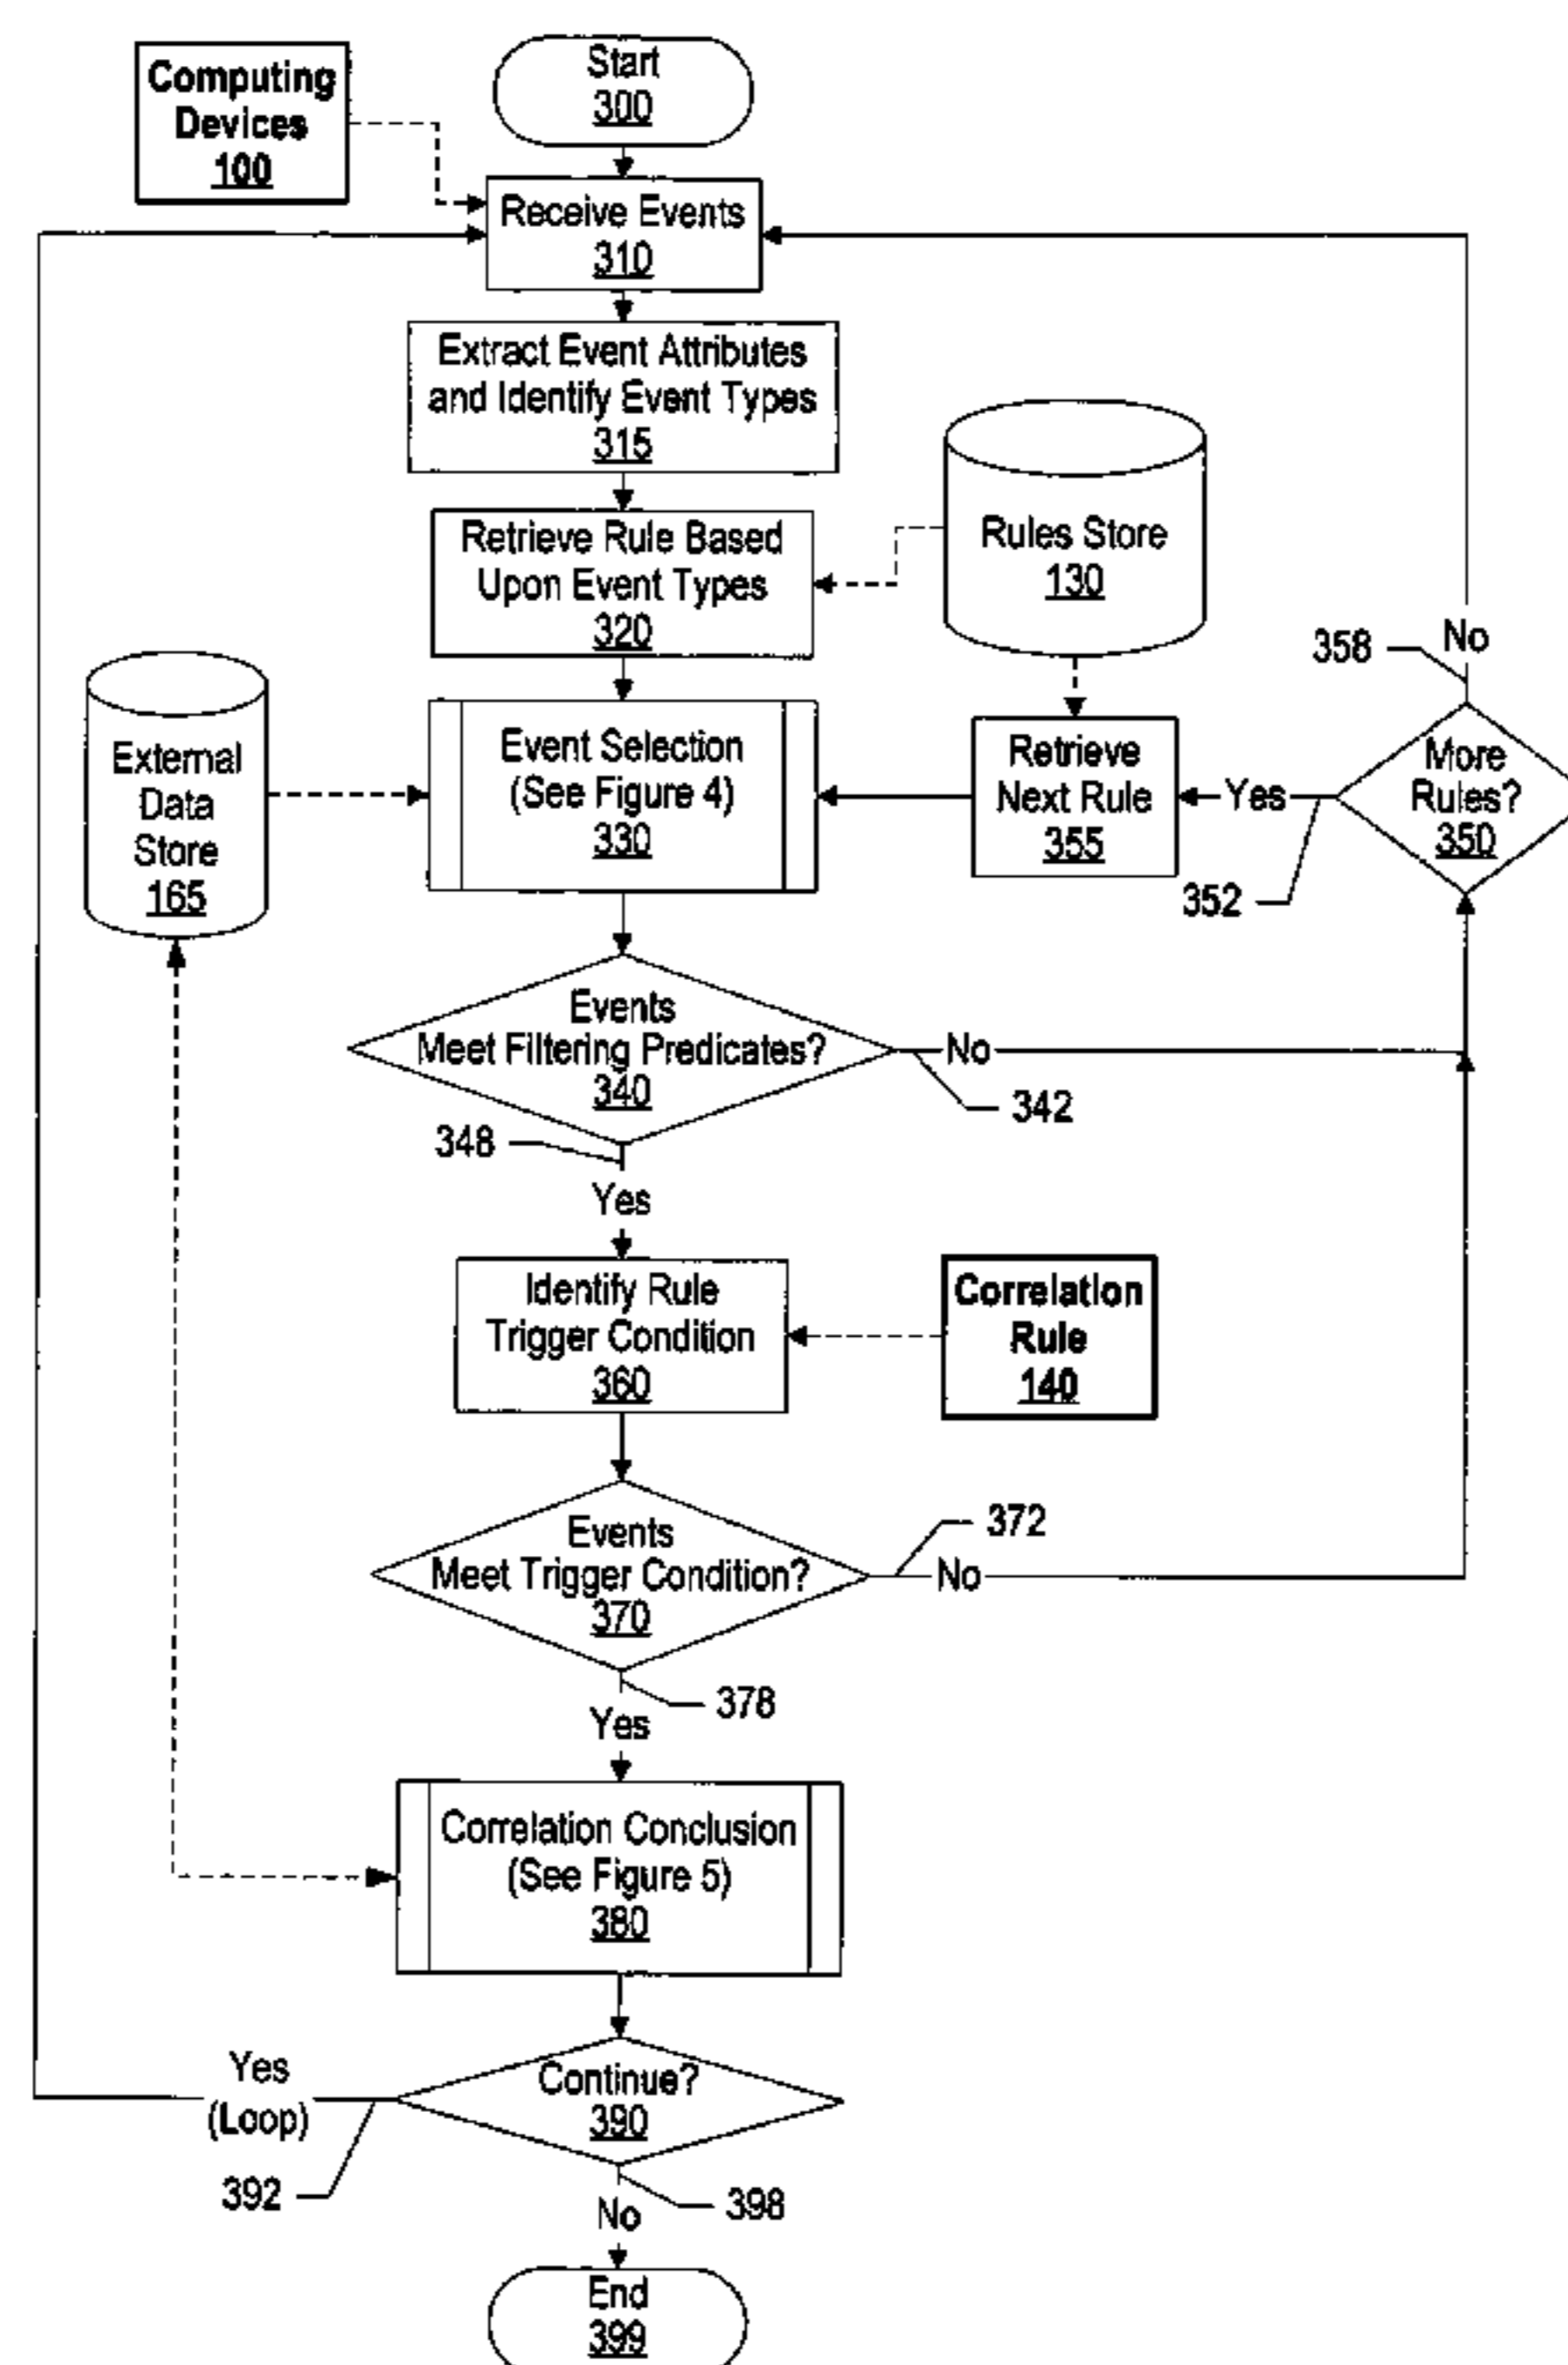 Start
300
Computing
Devices
100
Receive Events
310
Extract Event Attributes
and Identify Event Types
315
Rules Store
130
Retrieve Rule Based
Upon Event Types
320
358
No
External
Data
Store
165
Event Selection
(See Figure 4)
330
Retrieve
Next Rule
355
Yes
More
Rules?
350
352
Events
Meet Filtering Predicates?
340
No
342
348
Yes
Identify Rule
Trigger Condition
360
Correlation
Rule
140
Events
Meet Trigger Condition?
370
372
No
378
Yes
Correlation Conclusion
(See Figure 5)
380
Yes
(Loop)
Continue?
390
392
398
No
End
399